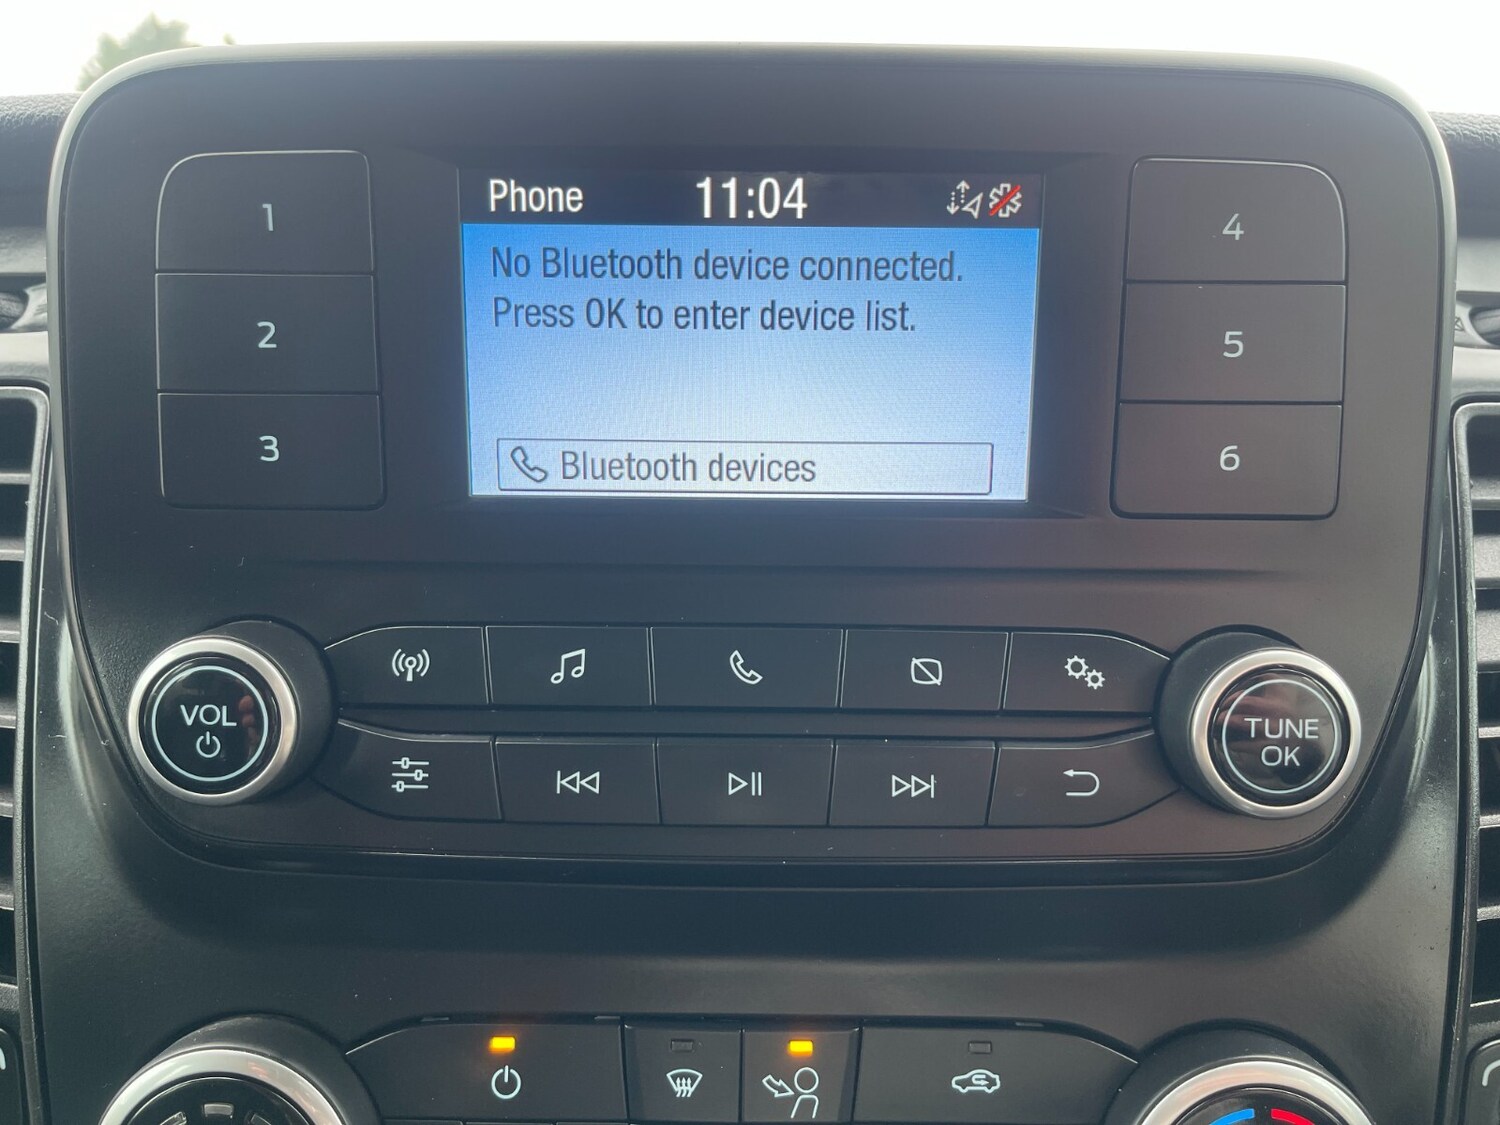 Phone 11:04
No Bluetooth device connected.
Press OK to enter device list.
Bluetooth devices
1
2
3
4
5
6
VOL
TUNE
OK